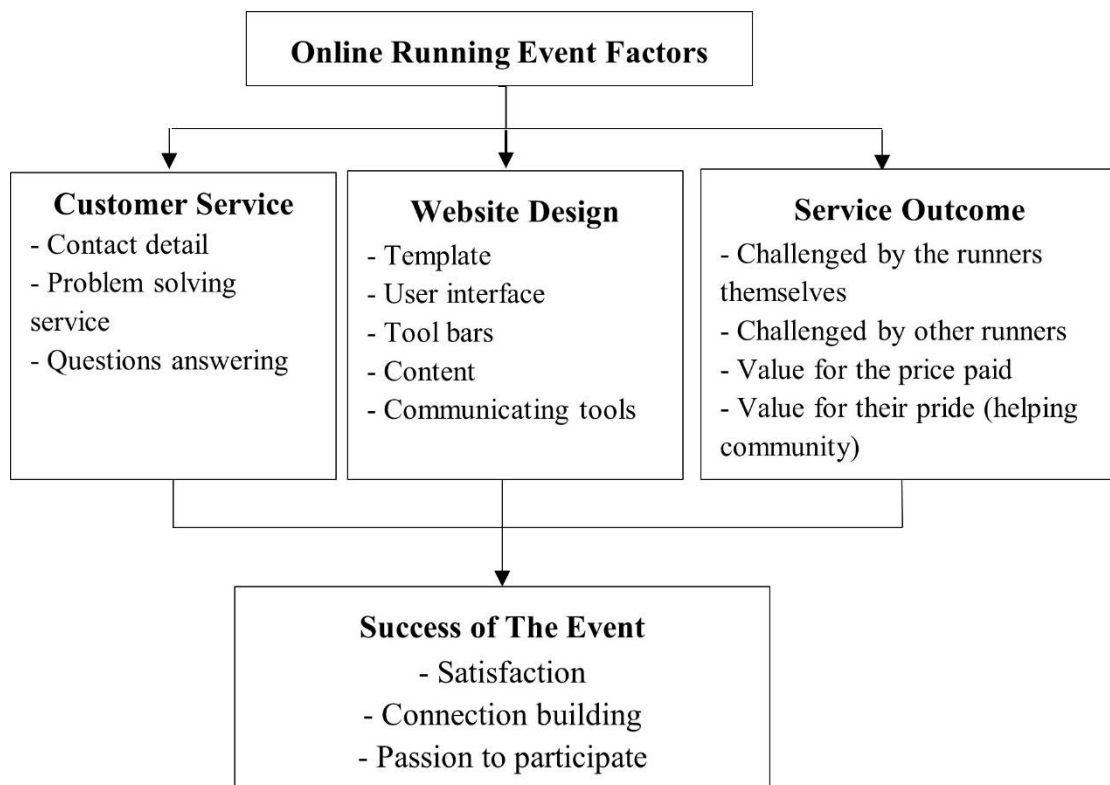 Online Running Event Factors
Customer Service
- Contact detail
- Problem solving
service
- Questions answering
Website Design
- Template
- User interface
- Tool bars
- Content
- Communicating tools
Service Outcome
- Challenged by the runners
themselves
- Challenged by other runners
- Value for the price paid
- Value for their pride (helping
community)
Success of The Event
- Satisfaction
- Connection building
- Passion to participate